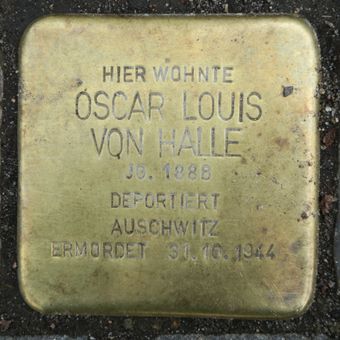 HIER WOHNTE
OSCAR LOUIS
VON HALLE
JG. 1888
DEPORTIERT
AUSCHWITZ
ERMORDET 31.10.1944